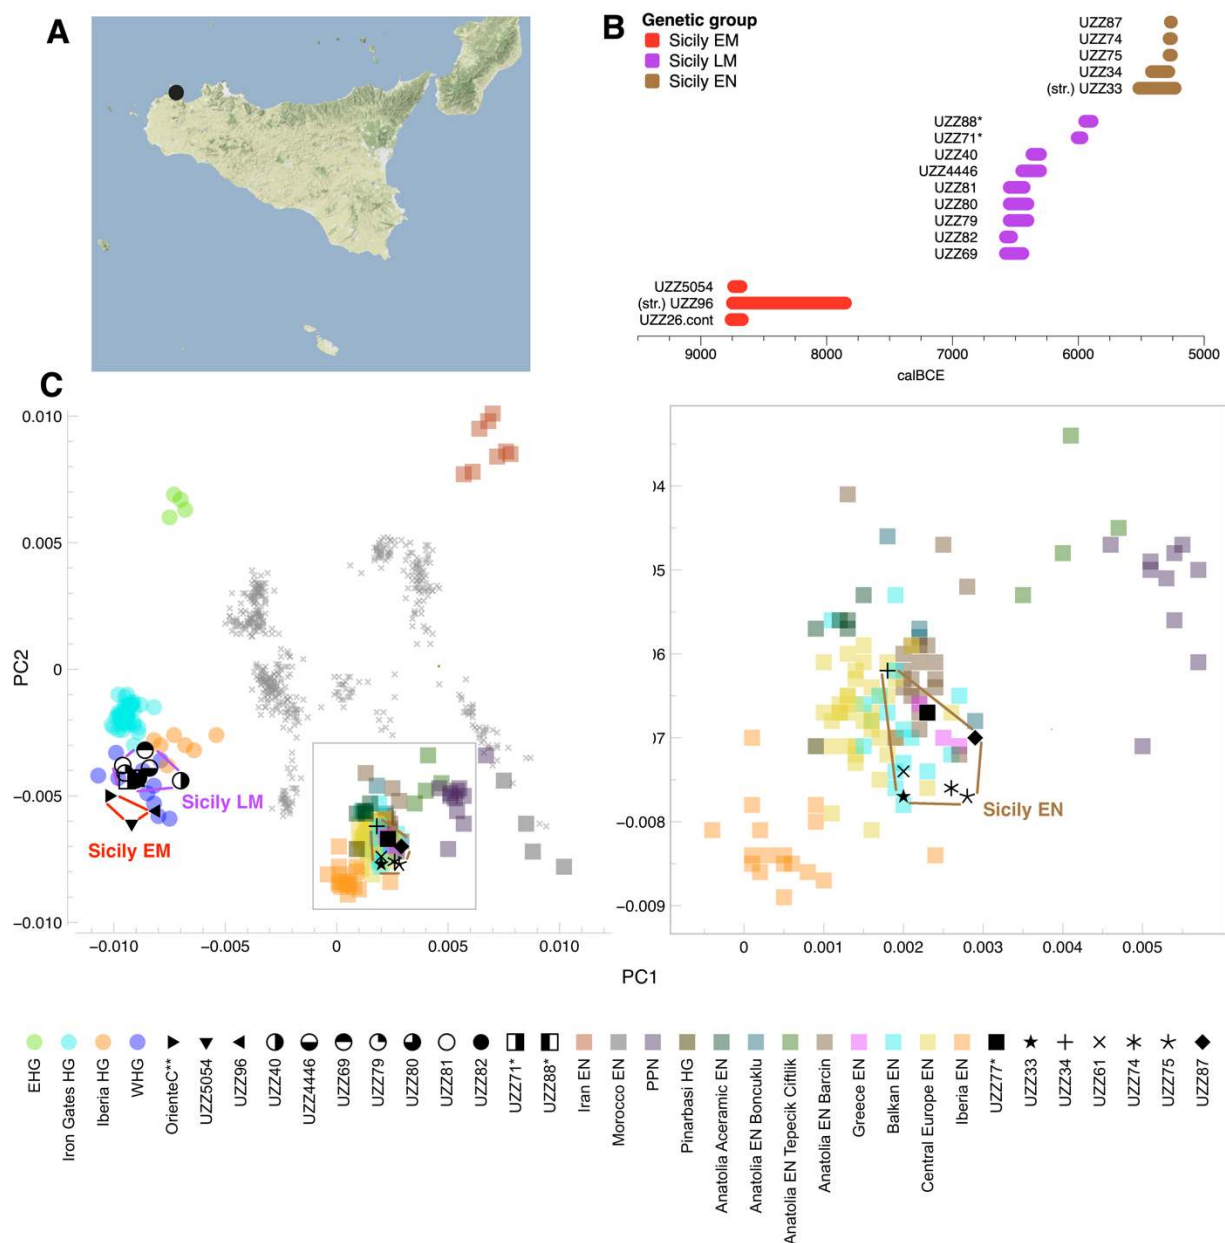 A
B
Genetic group
Sicily EM
Sicily LM
Sicily EN
UZZ87
UZZ74
UZZ75
UZZ34
(str.) UZZ33
UZZ88*
UZZ71*
UZZ40
UZZ4446
UZZ81
UZZ80
UZZ79
UZZ82
UZZ69
UZZ5054
(str.) UZZ96
UZZ26.cont
9000 8000 7000 6000 5000
calBCE
C
0.010
0.005
0
−0.005
−0.010
PC2
−0.010 −0.005 0 0.005 0.010
Sicily LM
Sicily EM
)4
)5
)6
)7
−0.008
−0.009
0 0.001 0.002 0.003 0.004 0.005
Sicily EN
PC1
EHG
Iron Gates HG
Iberia HG
WHG
OrienteC**
UZZ5054
UZZ96
UZZ40
UZZ4446
UZZ69
UZZ79
UZZ80
UZZ81
UZZ82
UZZ71*
UZZ88*
Iran EN
Morocco EN
PPN
Pinarbasi HG
Anatolia Aceramic EN
Anatolia EN Boncuklu
Anatolia EN Tepecik Ciftlik
Anatolia EN Barcin
Greece EN
Balkan EN
Central Europe EN
Iberia EN
UZZ77*
UZZ33
UZZ34
UZZ61
UZZ74
UZZ75
UZZ87